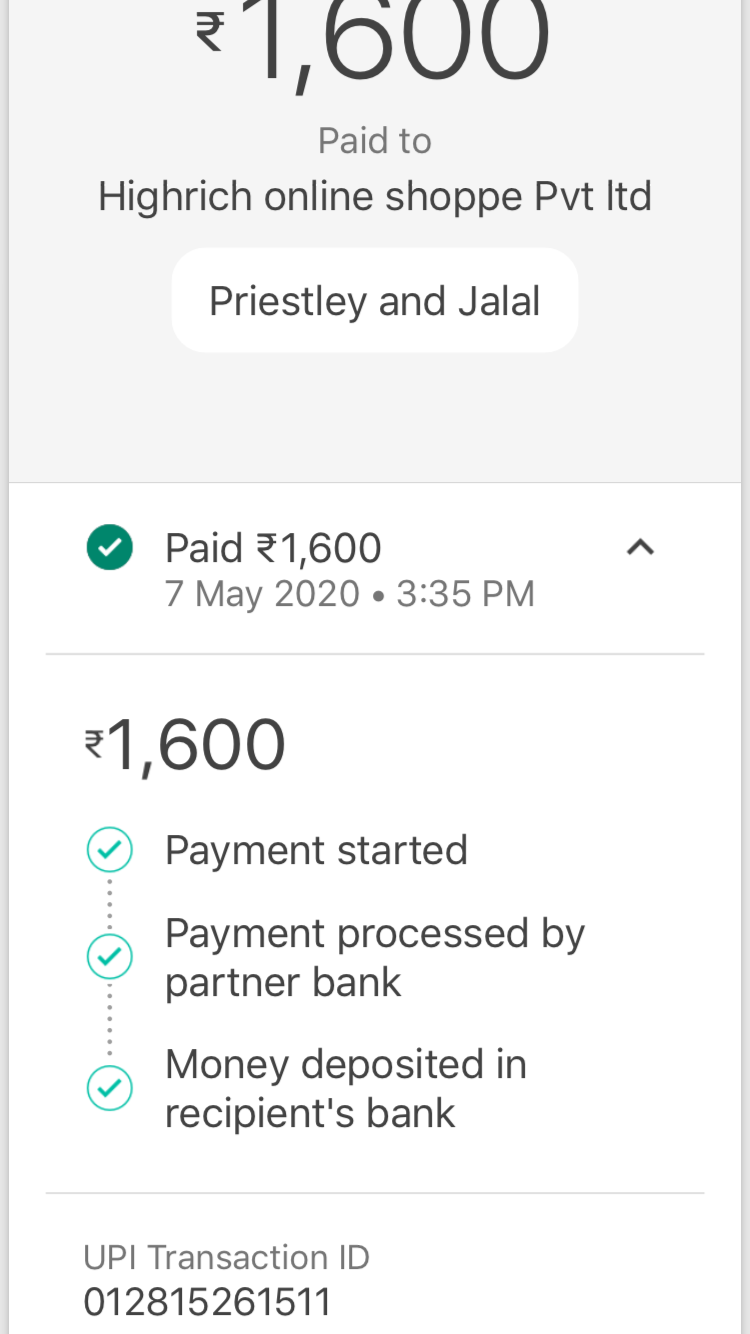 ₹1,600
Paid to
Highrich online shoppe Pvt ltd
Priestley and Jalal
Paid ₹1,600
7 May 2020 • 3:35 PM
₹1,600
Payment started
Payment processed by
partner bank
Money deposited in
recipient's bank
UPI Transaction ID
012815261511